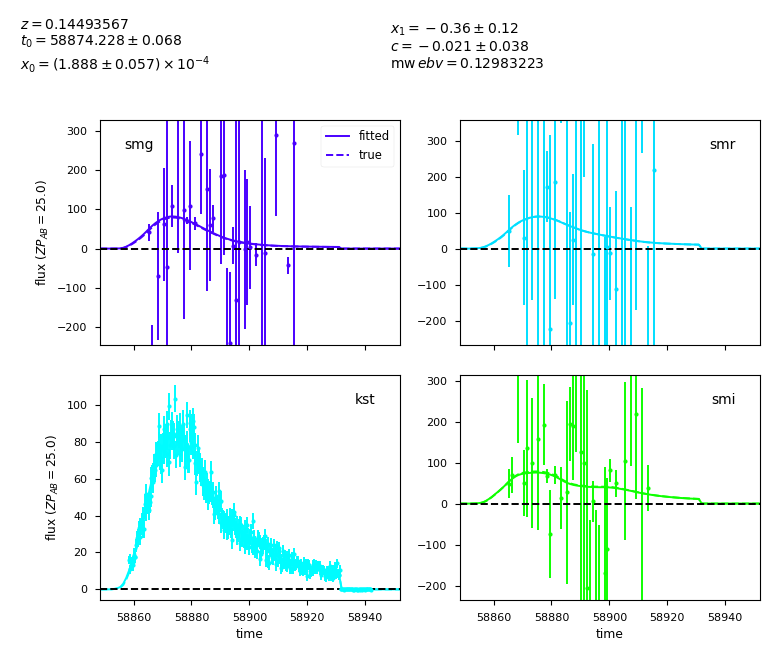 z = 0.14493567
t0 = 58874.228 ± 0.068
x0 = (1.888 ± 0.057) × 10^−4
x1 = −0.36 ± 0.12
c = −0.021 ± 0.038
mw ebv = 0.12983223
smg
fitted
true
300
200
100
0
−100
−200
flux (ZP_AB = 25.0)
smr
300
200
100
0
−100
−200
kst
100
80
60
40
20
0
flux (ZP_AB = 25.0)
58860 58880 58900 58920 58940
time
smi
300
200
100
0
−100
−200
58860 58880 58900 58920 58940
time